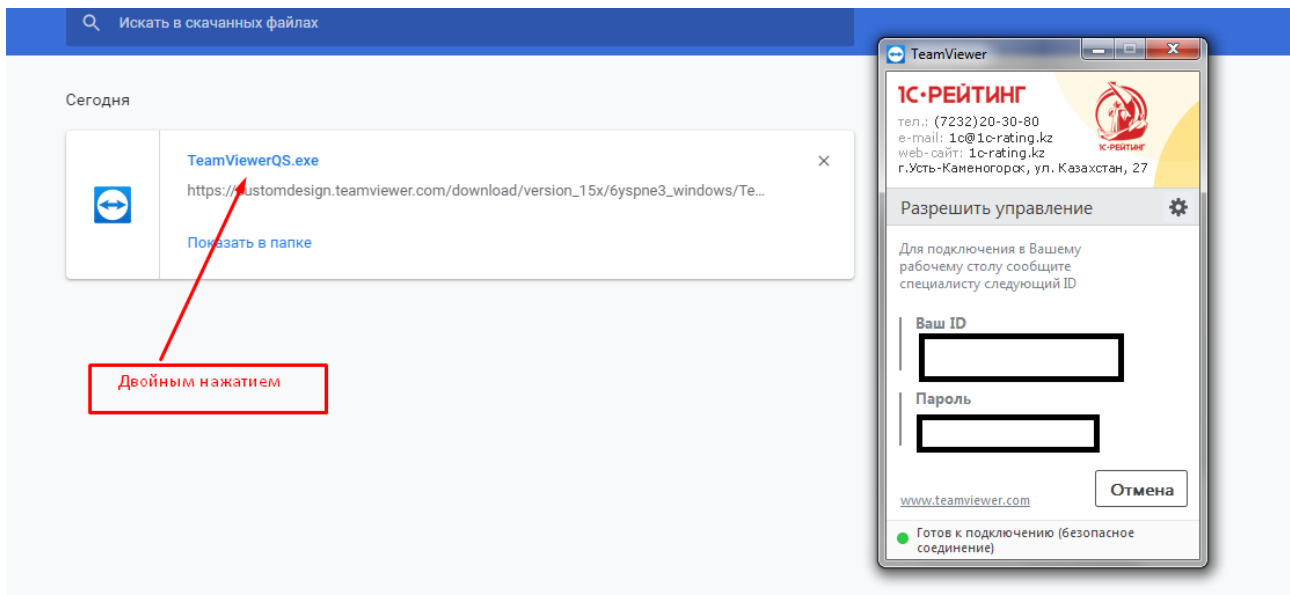 Искать в скачанных файлах
Сегодня
TeamViewerQS.exe
https://customdesign.teamviewer.com/download/version_15x/6yspne3_windows/Te...
Показать в папке
Двойным нажатием
TeamViewer
1С•РЕЙТИНГ
тел.: (7232)20-30-80
e-mail: 1c@1c-rating.kz
web-сайт: 1c-rating.kz
г.Усть-Каменогорск, ул. Казахстан, 27
1С-РЕЙТИНГ
Разрешить управление
Для подключения в Вашему
рабочему столу сообщите
специалисту следующий ID
Ваш ID
Пароль
Отмена
www.teamviewer.com
Готов к подключению (безопасное
соединение)